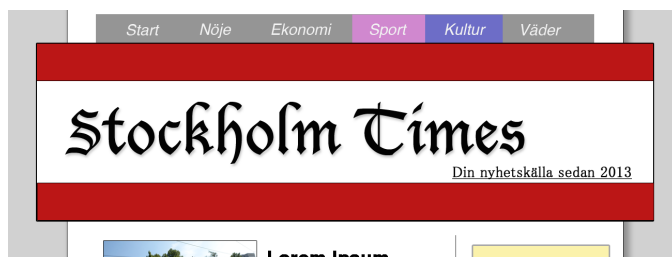 Start Nöje Ekonomi Sport Kultur Väder
Stockholm Times
Din nyhetskälla sedan 2013
Lorem Ipsum